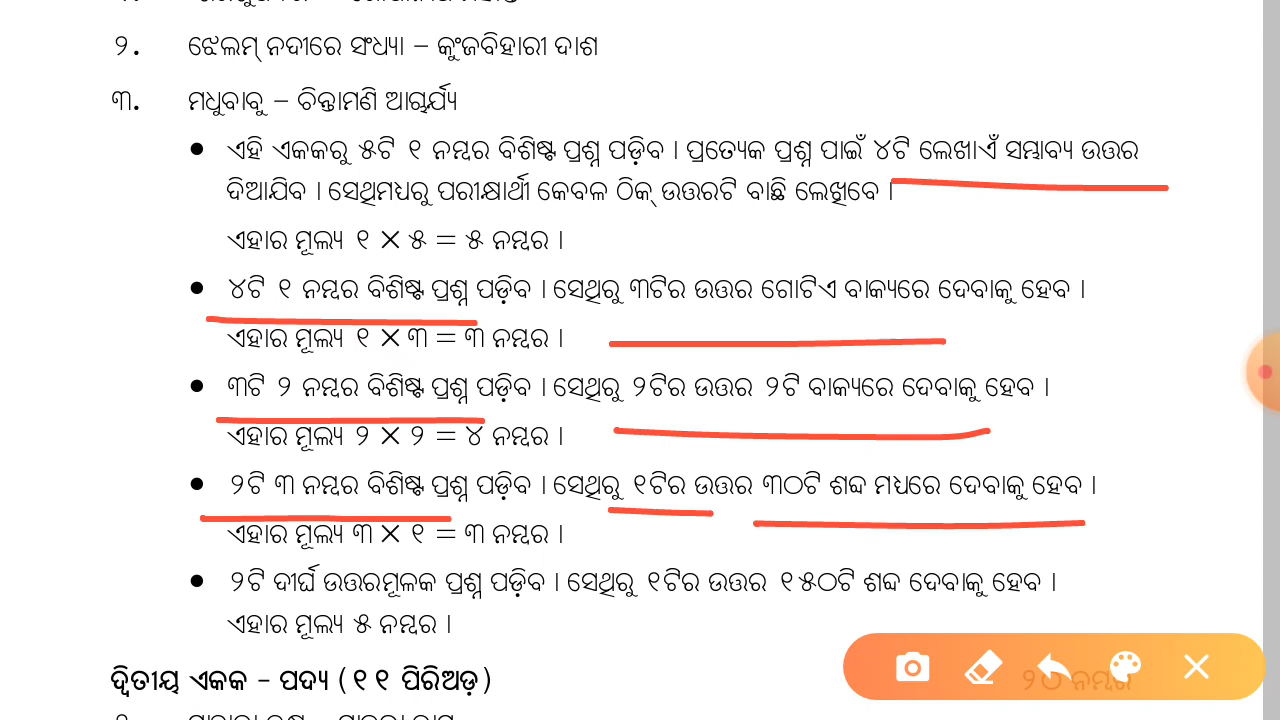 ୨. ଝେଲମ୍ ନଦୀରେ ସଂଧ୍ୟା – କୁଂଜବିହାରୀ ଦାଶ
୩. ମଧୁବାବୁ – ଚିନ୍ତାମଣି ଆଚାର୍ଯ୍ୟ
● ଏହି ଏକକରୁ ୫ଟି ୧ ନମ୍ବର ବିଶିଷ୍ଟ ପ୍ରଶ୍ନ ପଡ଼ିବ । ପ୍ରତ୍ୟେକ ପ୍ରଶ୍ନ ପାଇଁ ୪ଟି ଲେଖାଏଁ ସମ୍ଭାବ୍ୟ ଉତ୍ତର
ଦିଆଯିବ । ସେଥିମଧ୍ଯରୁ ପରୀକ୍ଷାର୍ଥୀ କେବଳ ଠିକ୍ ଉତ୍ତରଟି ବାଛି ଲେଖିବେ ।
ଏହାର ମୂଲ୍ୟ ୧ × ୫ = ୫ ନମ୍ବର ।
● ୪ଟି ୧ ନମ୍ବର ବିଶିଷ୍ଟ ପ୍ରଶ୍ନ ପଡ଼ିବ । ସେଥିରୁ ୩ଟିର ଉତ୍ତର ଗୋଟିଏ ବାକ୍ୟରେ ଦେବାକୁ ହେବ ।
ଏହାର ମୂଲ୍ୟ ୧ × ୩ = ୩ ନମ୍ବର ।
● ୩ଟି ୨ ନମ୍ବର ବିଶିଷ୍ଟ ପ୍ରଶ୍ନ ପଡ଼ିବ । ସେଥିରୁ ୨ଟିର ଉତ୍ତର ୨ଟି ବାକ୍ୟରେ ଦେବାକୁ ହେବ ।
ଏହାର ମୂଲ୍ୟ ୨ × ୨ = ୪ ନମ୍ବର ।
● ୨ଟି ୩ ନମ୍ବର ବିଶିଷ୍ଟ ପ୍ରଶ୍ନ ପଡ଼ିବ । ସେଥିରୁ ୧ଟିର ଉତ୍ତର ୩୦ଟି ଶବ୍ଦ ମଧ୍ଯରେ ଦେବାକୁ ହେବ ।
ଏହାର ମୂଲ୍ୟ ୩ × ୧ = ୩ ନମ୍ବର ।
● ୨ଟି ଦୀର୍ଘ ଉତ୍ତରମୂଳକ ପ୍ରଶ୍ନ ପଡ଼ିବ । ସେଥିରୁ ୧ଟିର ଉତ୍ତର ୧୫୦ଟି ଶବ୍ଦ ଦେବାକୁ ହେବ ।
ଏହାର ମୂଲ୍ୟ ୫ ନମ୍ବର ।
ଦ୍ୱିତୀୟ ଏକକ – ପଦ୍ୟ (୧୧ ପିରିଅଡ଼) ୨୦ ନମ୍ବର